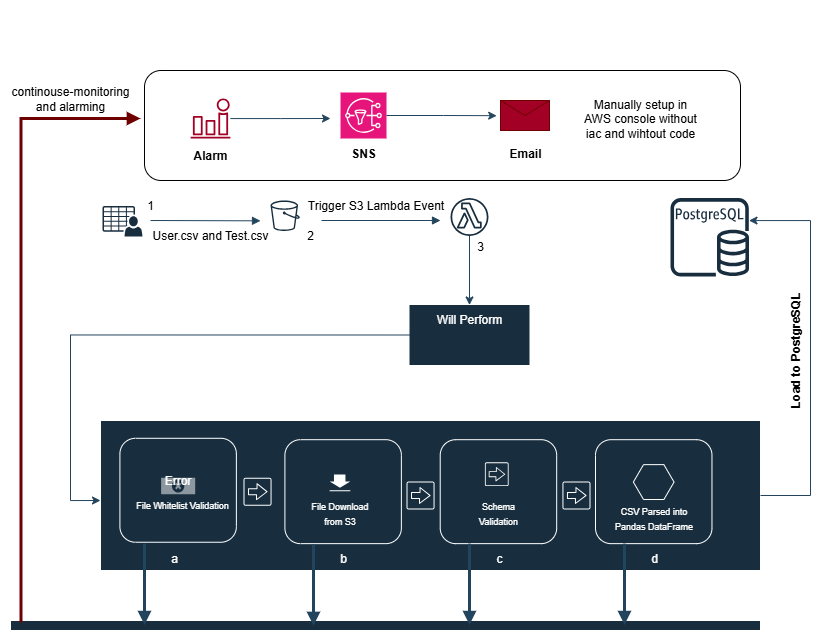 continouse-monitoring
and alarming
Alarm
SNS
Email
Manually setup in
AWS console without
iac and wihtout code
1
User.csv and Test.csv
2
Trigger S3 Lambda Event
3
PostgreSQL
Will Perform
Load to PostgreSQL
Error
File Whitelist Validation
File Download
from S3
Schema
Validation
CSV Parsed into
Pandas DataFrame
a
b
c
d